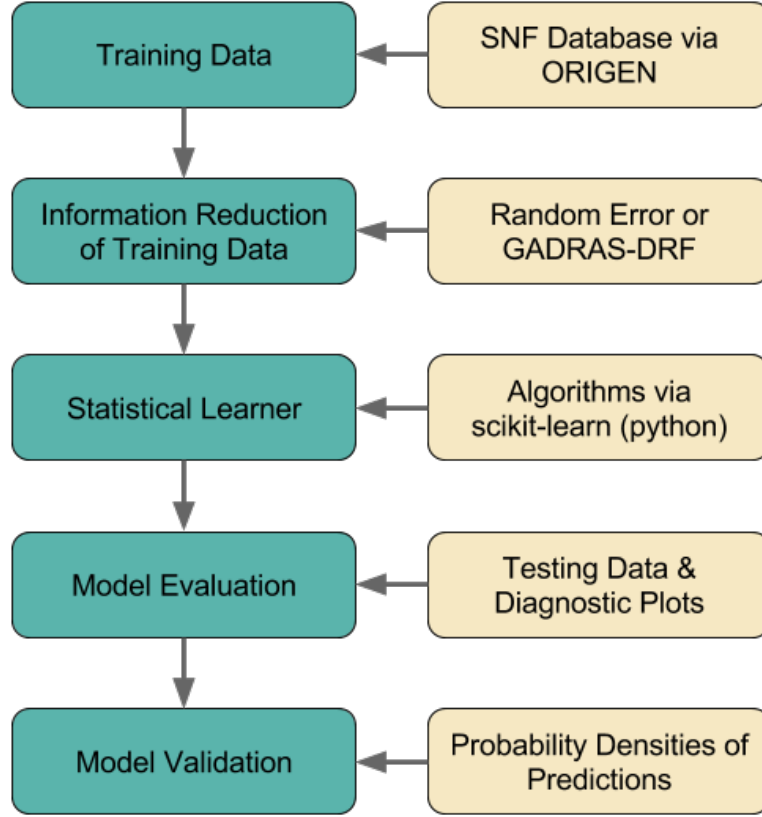 Training Data
SNF Database via
ORIGEN
Information Reduction
of Training Data
Random Error or
GADRAS-DRF
Statistical Learner
Algorithms via
scikit-learn (python)
Model Evaluation
Testing Data &
Diagnostic Plots
Model Validation
Probability Densities of
Predictions